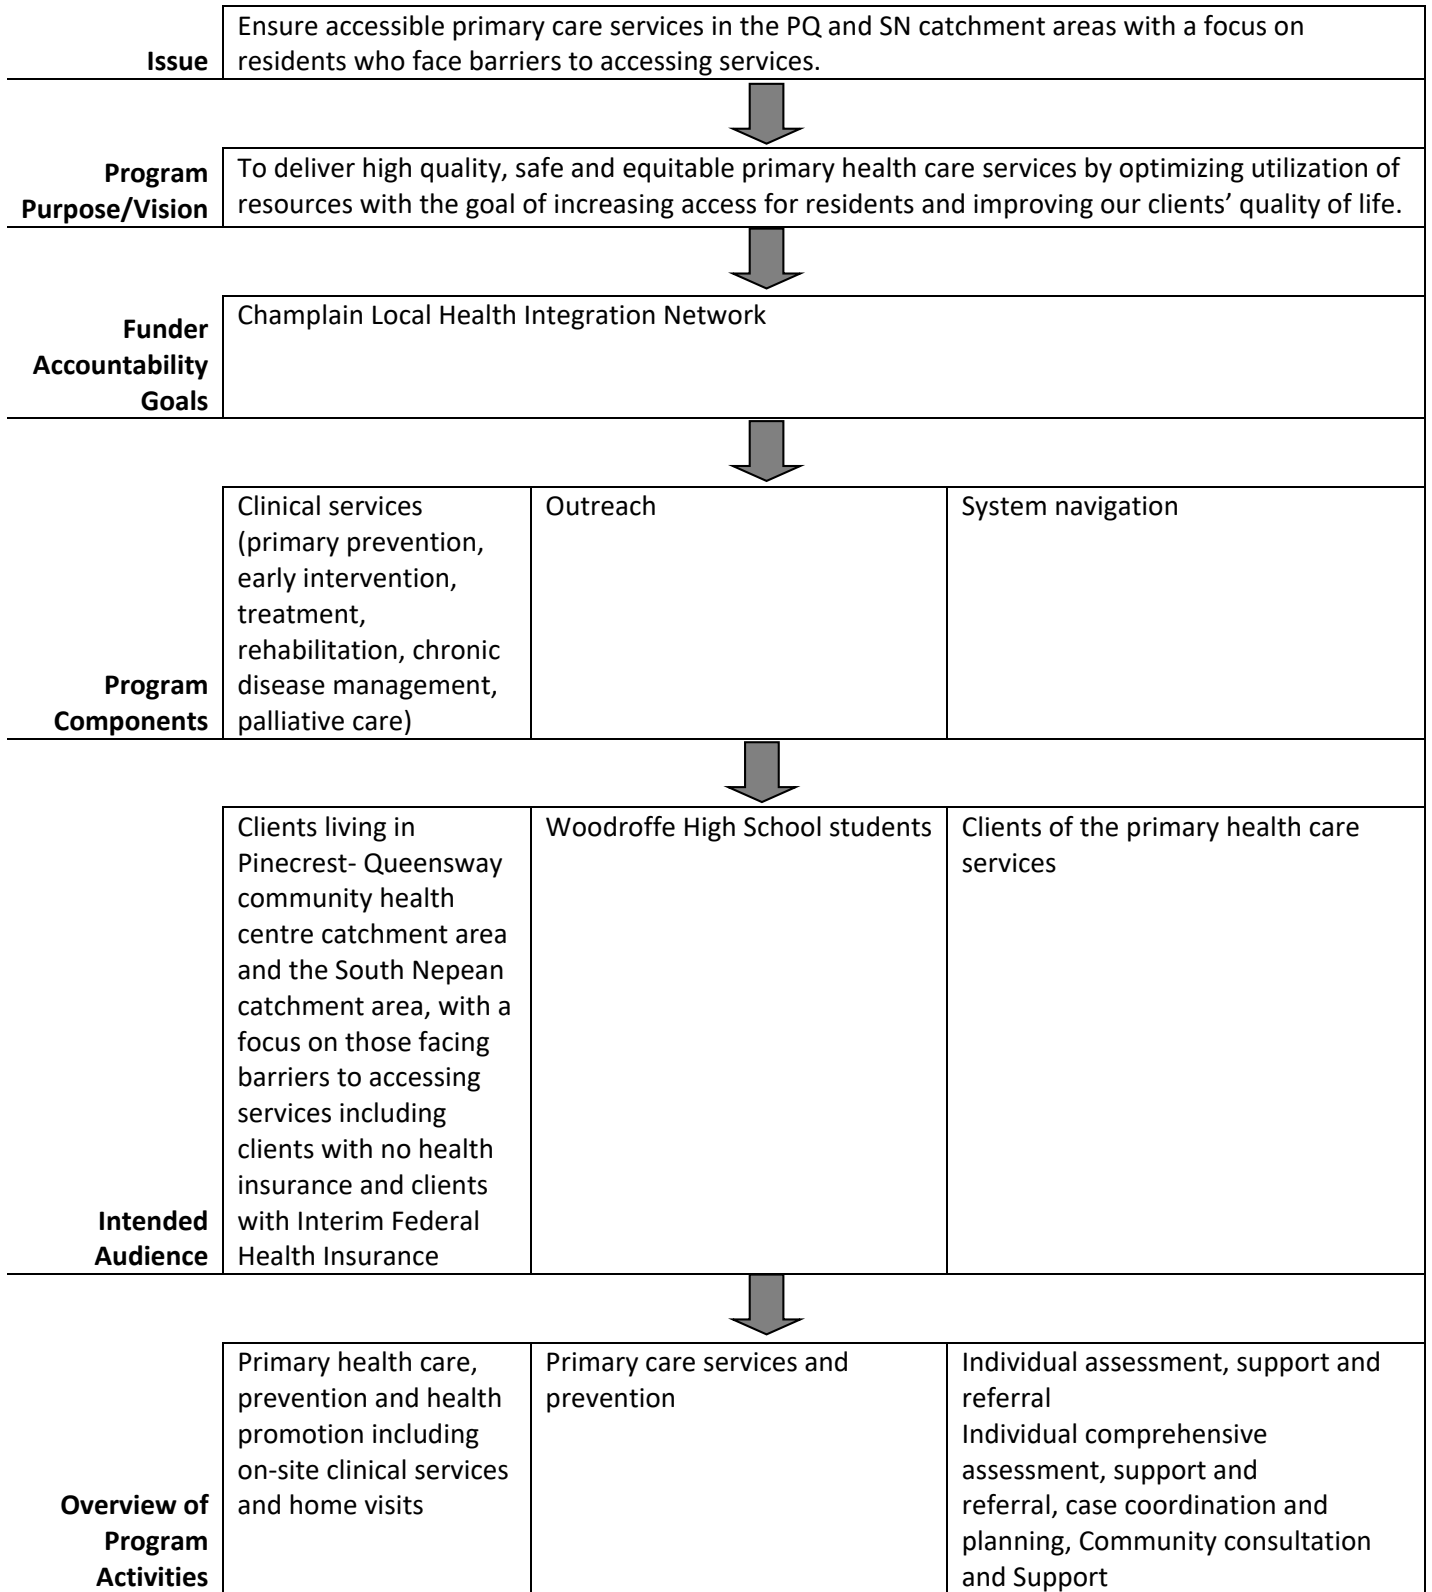 Issue
Ensure accessible primary care services in the PQ and SN catchment areas with a focus on
residents who face barriers to accessing services.
Program
Purpose/Vision
To deliver high quality, safe and equitable primary health care services by optimizing utilization of
resources with the goal of increasing access for residents and improving our clients’ quality of life.
Funder
Accountability
Goals
Champlain Local Health Integration Network
Program
Components
Clinical services
(primary prevention,
early intervention,
treatment,
rehabilitation, chronic
disease management,
palliative care)
Outreach
System navigation
Intended
Audience
Clients living in
Pinecrest- Queensway
community health
centre catchment area
and the South Nepean
catchment area, with a
focus on those facing
barriers to accessing
services including
clients with no health
insurance and clients
with Interim Federal
Health Insurance
Woodroffe High School students
Clients of the primary health care
services
Overview of
Program
Activities
Primary health care,
prevention and health
promotion including
on-site clinical services
and home visits
Primary care services and
prevention
Individual assessment, support and
referral
Individual comprehensive
assessment, support and
referral, case coordination and
planning, Community consultation
and Support